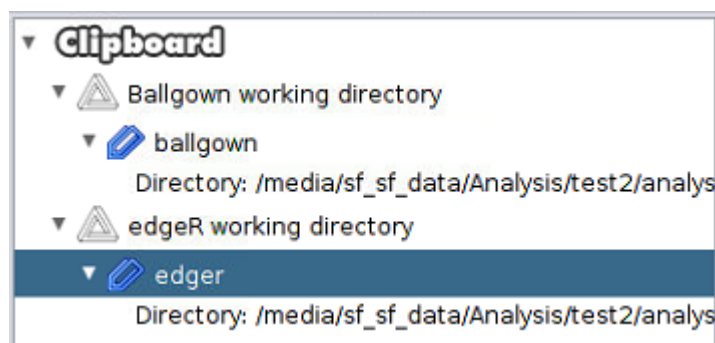 Clipboard
Ballgown working directory
ballgown
Directory: /media/sf_sf_data/Analysis/test2/analys
edgeR working directory
edger
Directory: /media/sf_sf_data/Analysis/test2/analys